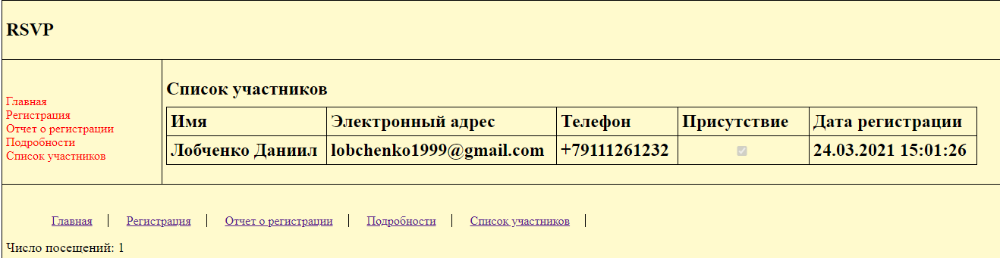 RSVP
Главная
Регистрация
Отчет о регистрации
Подробности
Список участников
Список участников
Имя Электронный адрес Телефон Присутствие Дата регистрации
Лобченко Даниил lobchenko1999@gmail.com +79111261232 24.03.2021 15:01:26
Главная Регистрация Отчет о регистрации Подробности Список участников
Число посещений: 1